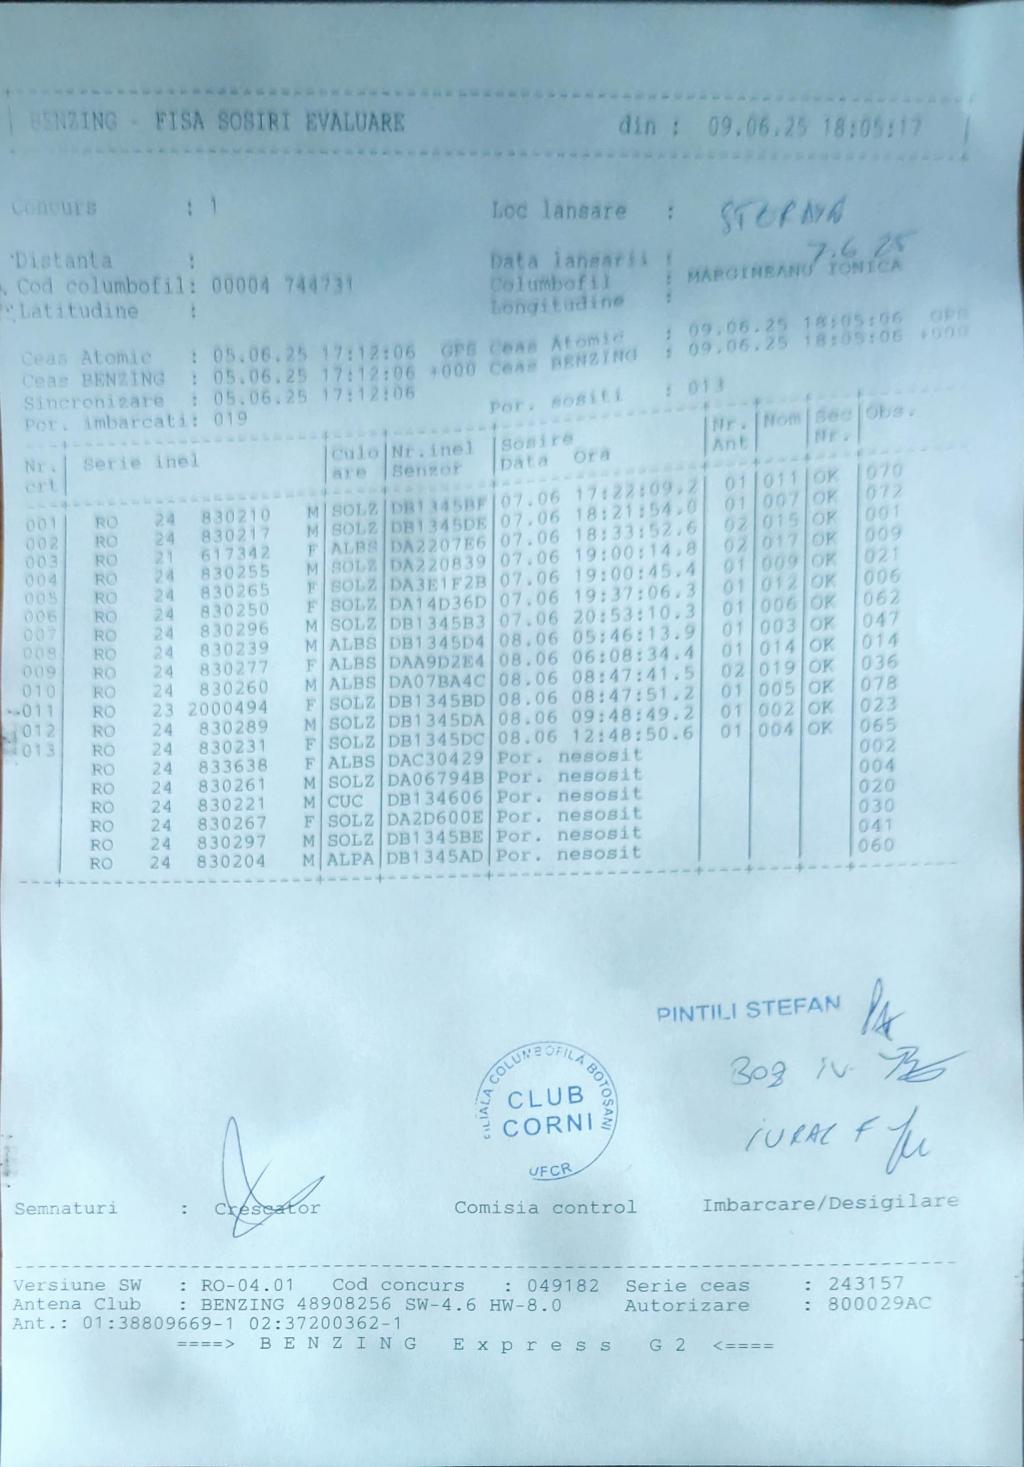 BENZING - FISA SOSIRI EVALUARE din : 09.06.25 18:05:17
Concurs : 1 Loc lansare :
Distanta : Data lansarii : 7.6 25
Cod columbofil: 00004 744731 Columbofil : MARGINEANU IONICA
Latitudine : Longitudine :
Ceas Atomic : 05.06.25 17:12:06 GPS Ceas Atomic : 09.06.25 18:05:06 GPS
Ceas BENZING : 05.06.25 17:12:06 +000 Ceas BENZING : 09.06.25 18:05:06 +000
Sincronizare : 05.06.25 17:12:06
Por. imbarcati: 019 Por. sositi : 013
Nr. Serie inel Culo Nr.inel Sosire Nr. Nom Sec Obs.
crt are Senzor Data Ora Ant Nr.
001 RO 24 830210 M SOLZ DB1345BF 07.06 17:22:09.2 01 011 OK 070
002 RO 24 830217 M SOLZ DB1345DE 07.06 18:21:54.0 01 007 OK 072
003 RO 21 617342 F ALBS DA2207E6 07.06 18:33:52.6 02 015 OK 001
004 RO 24 830255 M SOLZ DA220839 07.06 19:00:14.8 02 017 OK 009
005 RO 24 830265 F SOLZ DA3E1F2B 07.06 19:00:45.4 01 009 OK 021
006 RO 24 830250 F SOLZ DA14D36D 07.06 19:37:06.3 01 012 OK 006
007 RO 24 830296 M SOLZ DB1345B3 07.06 20:53:10.3 01 006 OK 062
008 RO 24 830239 M ALBS DB1345D4 08.06 05:46:13.9 01 003 OK 047
009 RO 24 830277 F ALBS DAA9D2E4 08.06 06:08:34.4 01 014 OK 014
010 RO 24 830260 M ALBS DA07BA4C 08.06 08:47:41.5 02 019 OK 036
011 RO 23 2000494 F SOLZ DB1345BD 08.06 08:47:51.2 01 005 OK 078
012 RO 24 830289 M SOLZ DB1345DA 08.06 09:48:49.2 01 002 OK 023
013 RO 24 830231 F SOLZ DB1345DC 08.06 12:48:50.6 01 004 OK 065
RO 24 833638 F ALBS DAC30429 Por. nesosit 002
RO 24 830261 M SOLZ DA06794B Por. nesosit 004
RO 24 830221 M CUC DB134606 Por. nesosit 020
RO 24 830267 F SOLZ DA2D600E Por. nesosit 030
RO 24 830297 M SOLZ DB1345BE Por. nesosit 041
RO 24 830204 M ALPA DB1345AD Por. nesosit 060
PINTILI STEFAN
FILIALA COLUMBOFILA BOTOSANI
CLUB
CORNI
UFCR
Semnaturi : Crescator Comisia control Imbarcare/Desigilare
Versiune SW : RO-04.01 Cod concurs : 049182 Serie ceas : 243157
Antena Club : BENZING 48908256 SW-4.6 HW-8.0 Autorizare : 800029AC
Ant.: 01:38809669-1 02:37200362-1
====> B E N Z I N G E x p r e s s G 2 <====